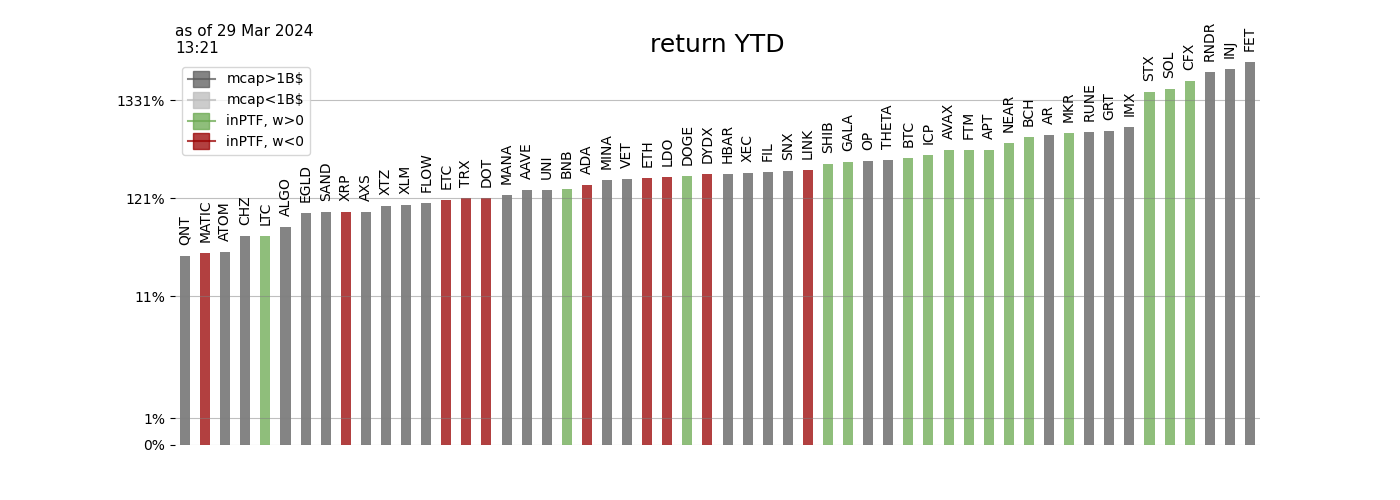 as of 29 Mar 2024
13:21
return YTD
mcap>1B$
mcap<1B$
inPTF, w>0
inPTF, w<0
1331%
121%
11%
1%
0%
QNT
MATIC
ATOM
CHZ
LTC
ALGO
EGLD
SAND
XRP
AXS
XTZ
XLM
FLOW
ETC
TRX
DOT
MANA
AAVE
UNI
BNB
ADA
MINA
VET
ETH
LDO
DOGE
DYDX
HBAR
XEC
FIL
SNX
LINK
SHIB
GALA
OP
THETA
BTC
ICP
AVAX
FTM
APT
NEAR
BCH
AR
MKR
RUNE
GRT
IMX
STX
SOL
CFX
RNDR
INJ
FET